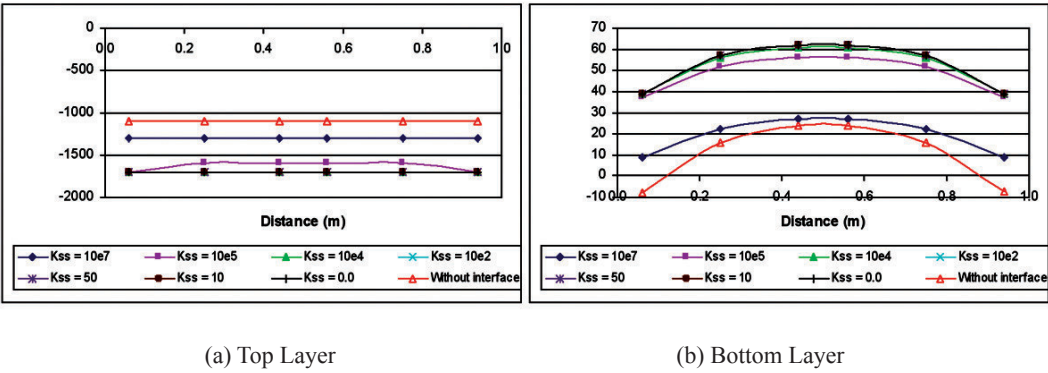 0
0.0 0.2 0.4 0.6 0.8 1.0
-500
-1000
-1500
-2000
Distance (m)
Kss = 10e7 Kss = 10e5 Kss = 10e4 Kss = 10e2
Kss = 50 Kss = 10 Kss = 0.0 Without interface
(a) Top Layer
70
60
50
40
30
20
10
0
-10
0.0 0.2 0.4 0.6 0.8 1.0
Distance (m)
Kss = 10e7 Kss = 10e5 Kss = 10e4 Kss = 10e2
Kss = 50 Kss = 10 Kss = 0.0 Without interface
(b) Bottom Layer